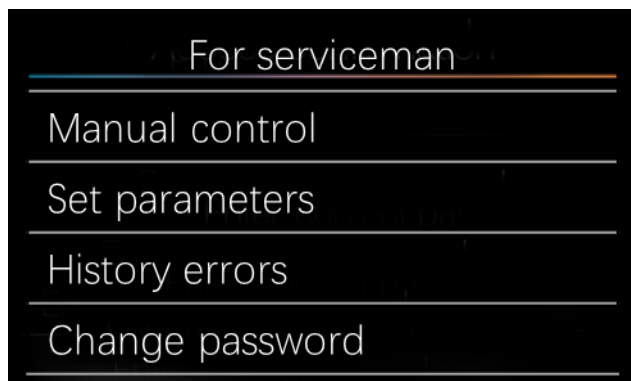 For serviceman
Manual control
Set parameters
History errors
Change password